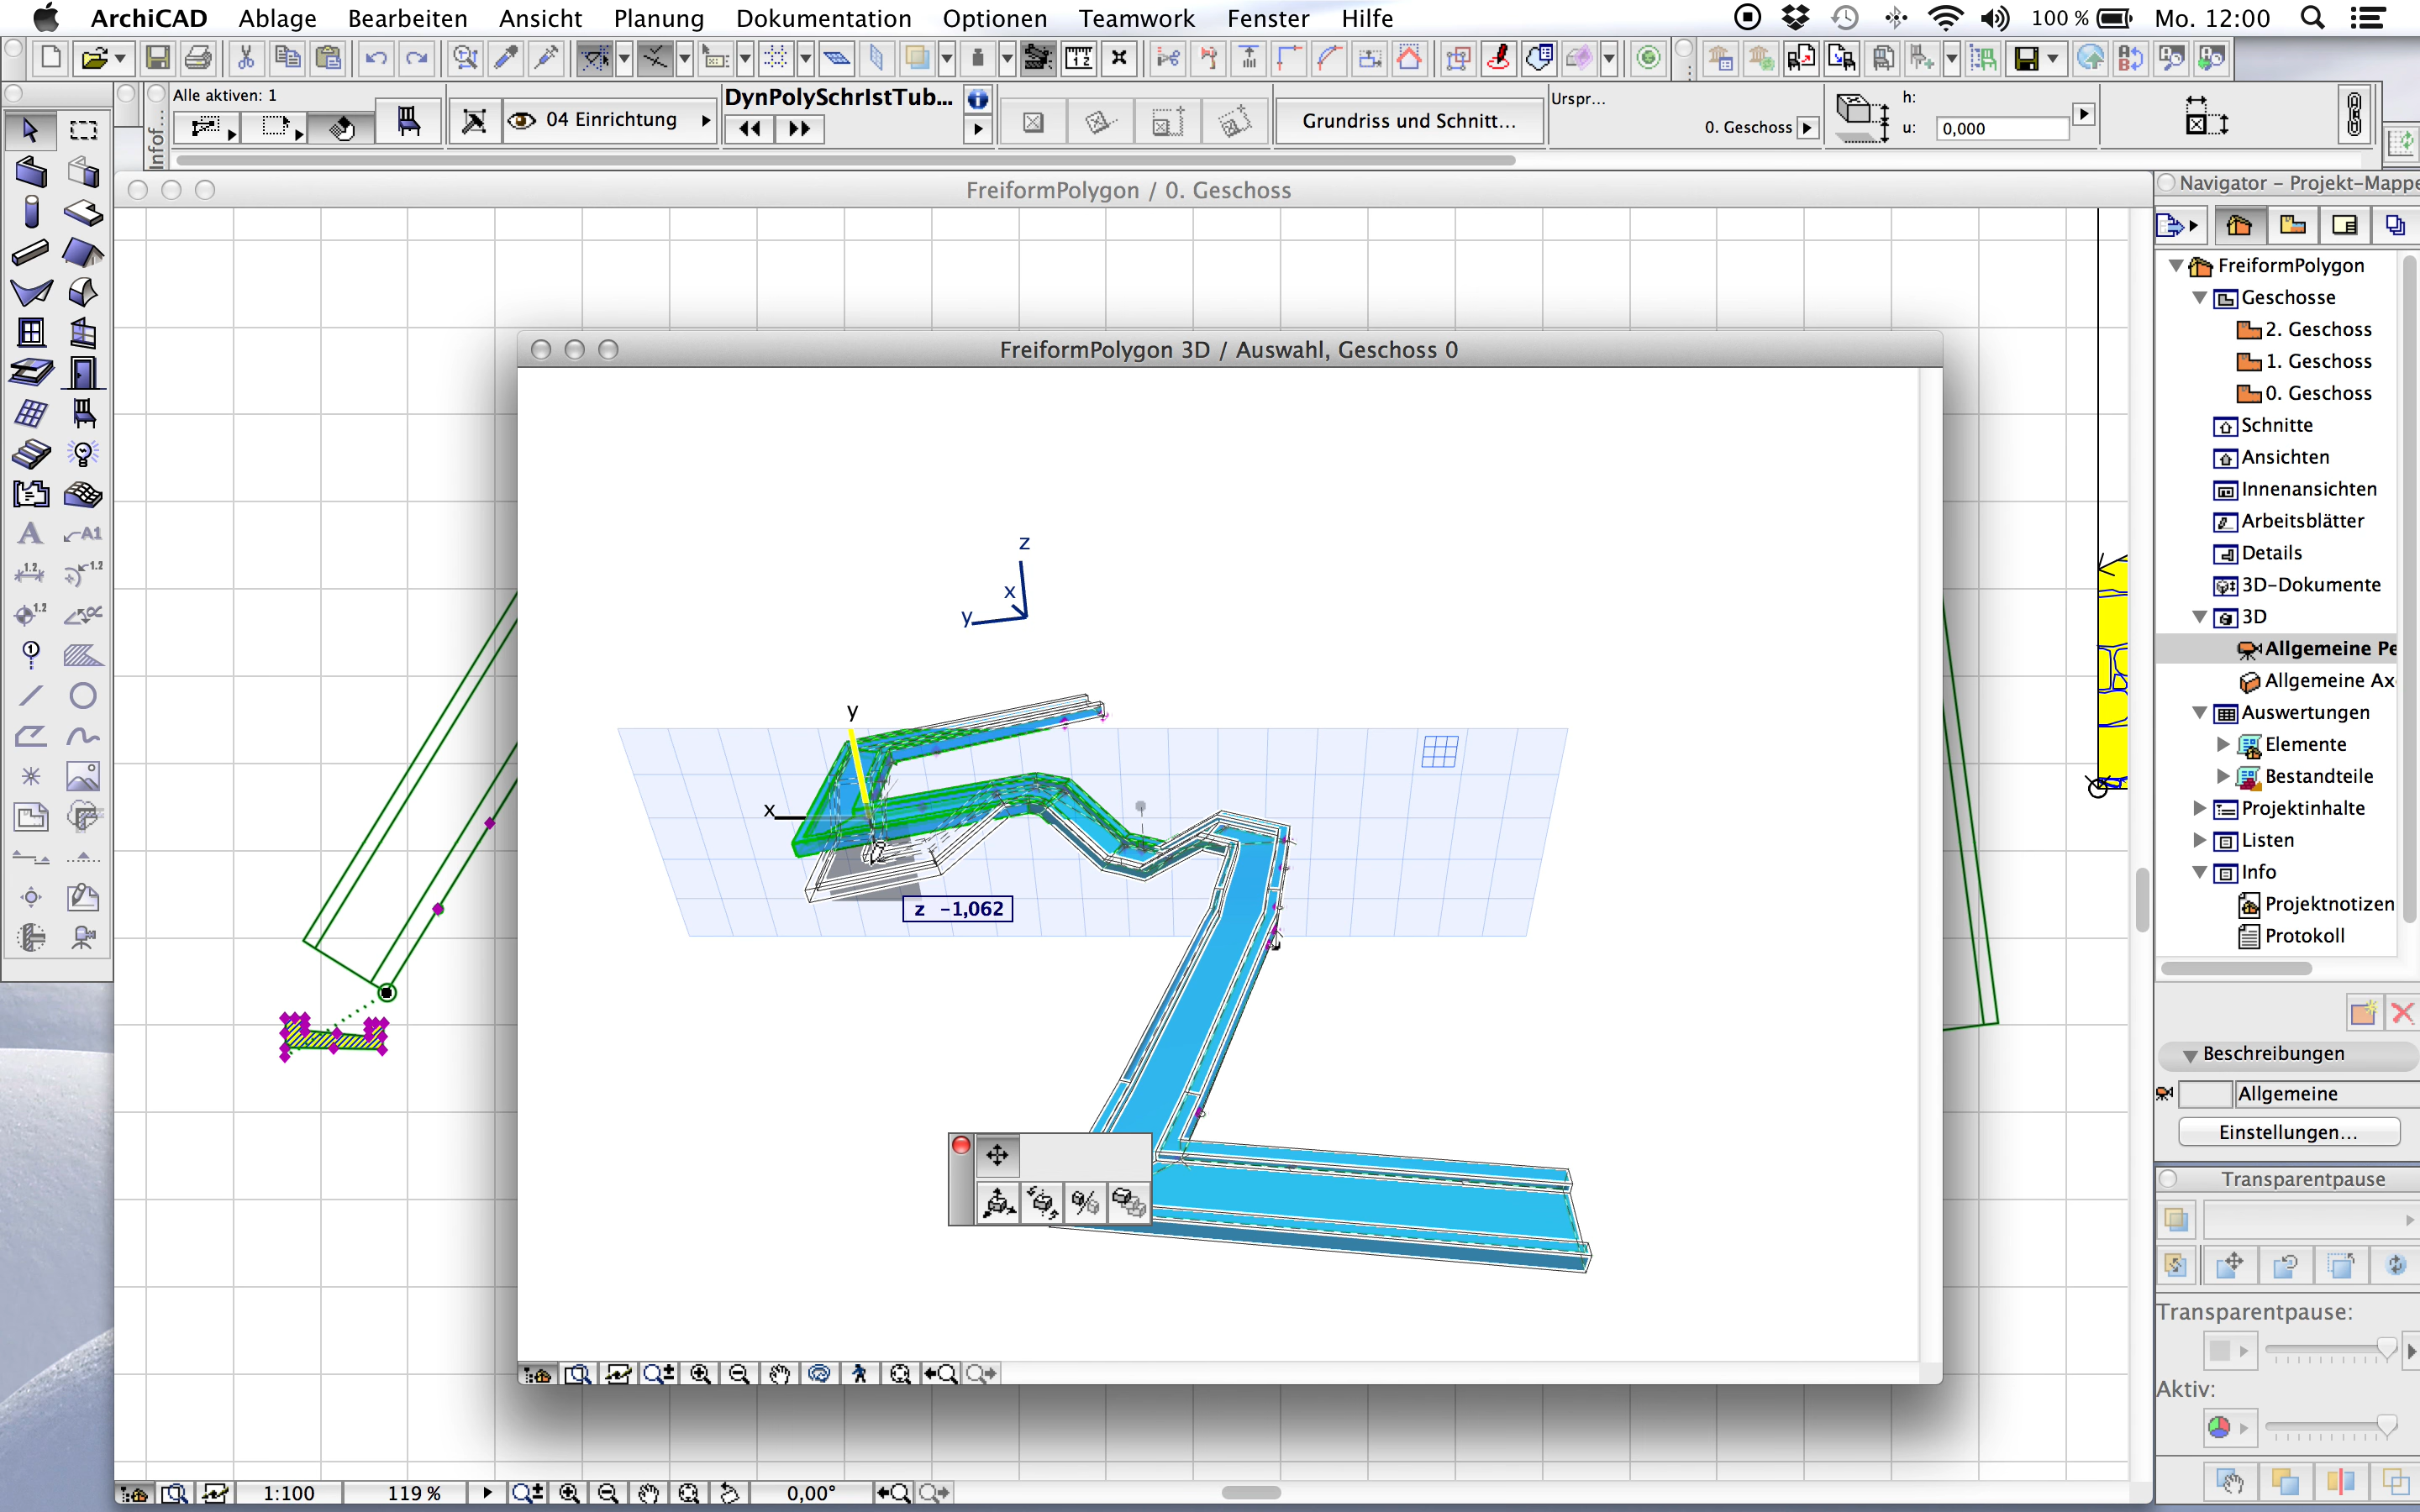 ArchiCAD Ablage Bearbeiten Ansicht Planung Dokumentation Optionen Teamwork Fenster Hilfe 100 % Mo. 12:00
Alle aktiven: 1
04 Einrichtung
DynPolySchrIstTub...
Grundriss und Schnitt...
Urspr...
0. Geschoss
h:
u: 0,000
Infof...
FreiformPolygon / 0. Geschoss
FreiformPolygon 3D / Auswahl, Geschoss 0
z
x
y
y
x
z -1,062
1:100 119 % 0,00°
Navigator - Projekt-Mappe
FreiformPolygon
Geschosse
2. Geschoss
1. Geschoss
0. Geschoss
Schnitte
Ansichten
Innenansichten
Arbeitsblätter
Details
3D-Dokumente
3D
Allgemeine Pe
Allgemeine Ax
Auswertungen
Elemente
Bestandteile
Projektinhalte
Listen
Info
Projektnotizen
Protokoll
Beschreibungen
Allgemeine
Einstellungen...
Transparentpause
Transparentpause:
Aktiv: